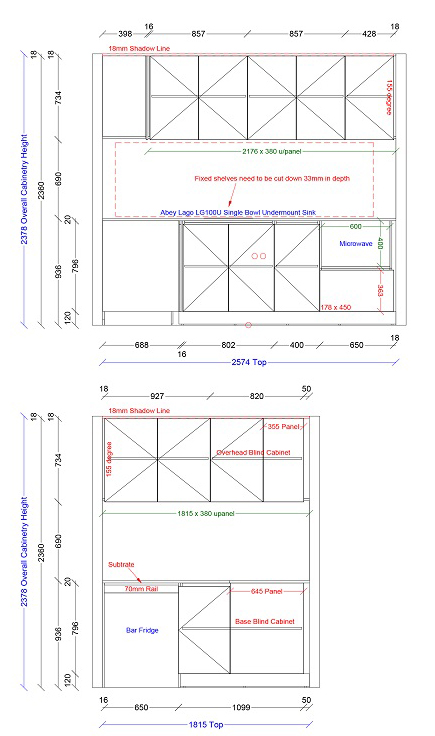 16 18
398 857 857 428
18mm Shadow Line
18
18
734
155 degree
2176 x 380 u/panel
2378 Overall Cabinetry Height
2360
690
Fixed shelves need to be cut down 33mm in depth
Abey Lago LG100U Single Bowl Undermount Sink
20
600
Microwave
400
936
796
363
178 x 450
120
688 802 400 650 18
16
2574 Top
18 927 820 50
18mm Shadow Line
18
18
355 Panel
734
155 degree
Overhead Blind Cabinet
1815 x 380 upanel
2378 Overall Cabinetry Height
2360
690
Subtrate
20
70mm Rail
645 Panel
936
796
Bar Fridge
Base Blind Cabinet
120
16 650 1099 50
1815 Top